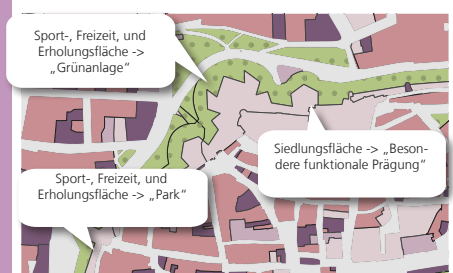 Sport-, Freizeit, und
Erholungsfläche ->
„Grünanlage“
Siedlungsfläche -> „Beson-
dere funktionale Prägung“
Sport-, Freizeit, und
Erholungsfläche -> „Park“